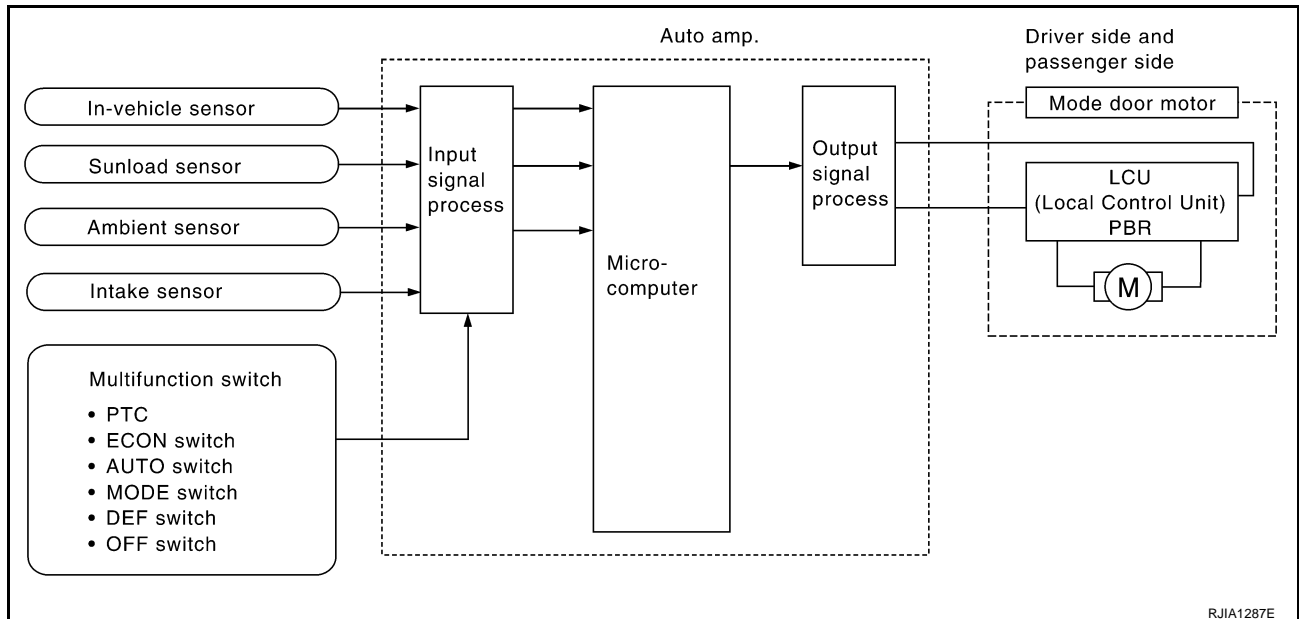 Auto amp.
Driver side and
passenger side
Mode door motor
In-vehicle sensor
Sunload sensor
Ambient sensor
Intake sensor
Input
signal
process
Micro-
computer
Output
signal
process
LCU
(Local Control Unit)
PBR
M
Multifunction switch
• PTC
• ECON switch
• AUTO switch
• MODE switch
• DEF switch
• OFF switch
RJIA1287E